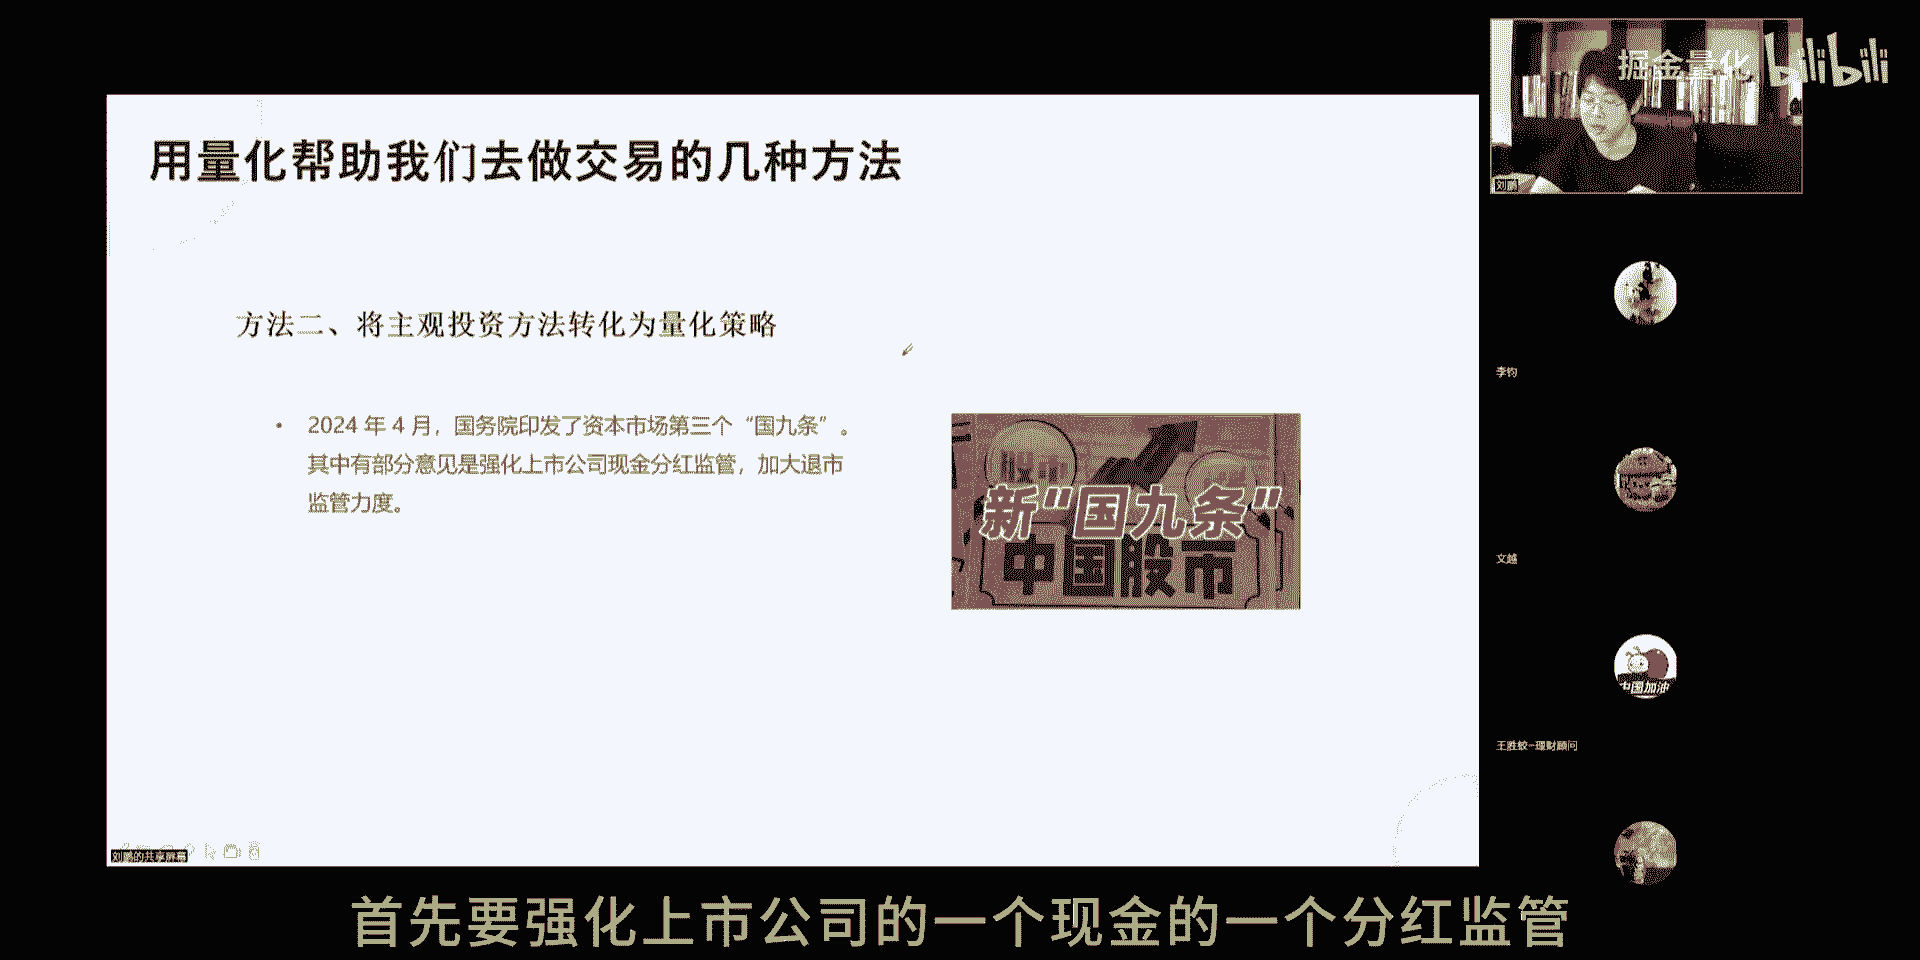 掘金量化 bilibili
用量化帮助我们去做交易的几种方法
刘鹏
方法二、将主观投资方法转化为量化策略
李钧
• 2024 年 4 月，国务院印发了资本市场第三个“国九条”。
其中有部分意见是强化上市公司现金分红监管，加大退市
监管力度。
股市
新“国九条”
中国股市
文越
中国加油
王胜蛟-理财顾问
刘鹏的共享屏幕
首先要强化上市公司的一个现金的一个分红监管